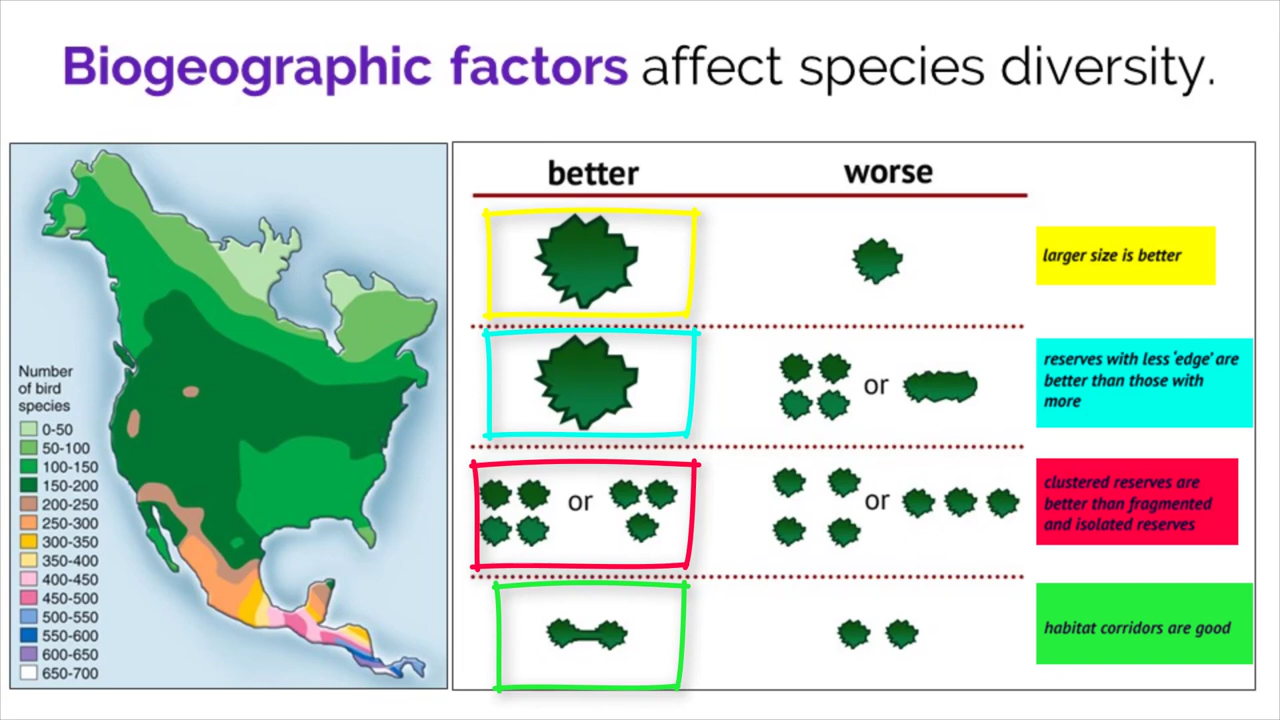 Biogeographic factors affect species diversity.
Number
of bird
species
0-50
50-100
100-150
150-200
200-250
250-300
300-350
350-400
400-450
450-500
500-550
550-600
600-650
650-700
better
worse
larger size is better
or
reserves with less 'edge' are
better than those with
more
or
or
clustered reserves are
better than fragmented
and isolated reserves
habitat corridors are good